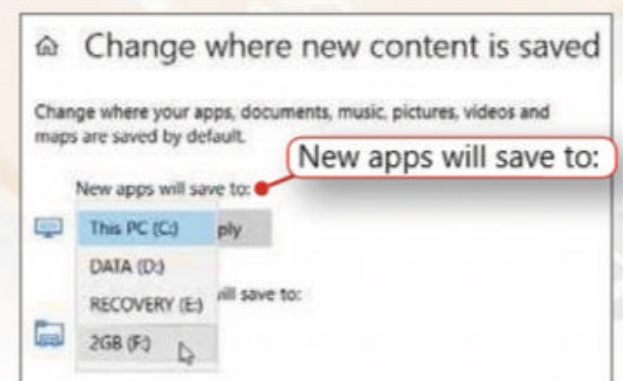 Change where new content is saved
Change where your apps, documents, music, pictures, videos and
maps are saved by default.
New apps will save to:
New apps will save to:
This PC (C:)
ply
DATA (D:)
RECOVERY (E:)
ill save to:
2GB (F:)